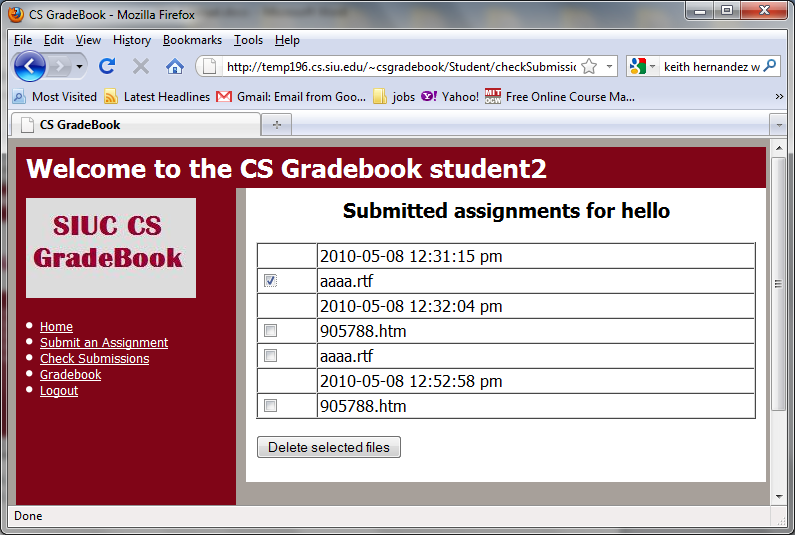 CS GradeBook - Mozilla Firefox
File Edit View History Bookmarks Tools Help
http://temp196.cs.siu.edu/~csgradebook/Student/checkSubmissio
keith hernandez w
Most Visited Latest Headlines Gmail: Email from Goo... jobs Yahoo! MIT OCW Free Online Course Ma... »
CS GradeBook
Welcome to the CS Gradebook student2
SIUC CS
GradeBook
Home
Submit an Assignment
Check Submissions
Gradebook
Logout
Submitted assignments for hello
2010-05-08 12:31:15 pm
aaaa.rtf
2010-05-08 12:32:04 pm
905788.htm
aaaa.rtf
2010-05-08 12:52:58 pm
905788.htm
Delete selected files
Done